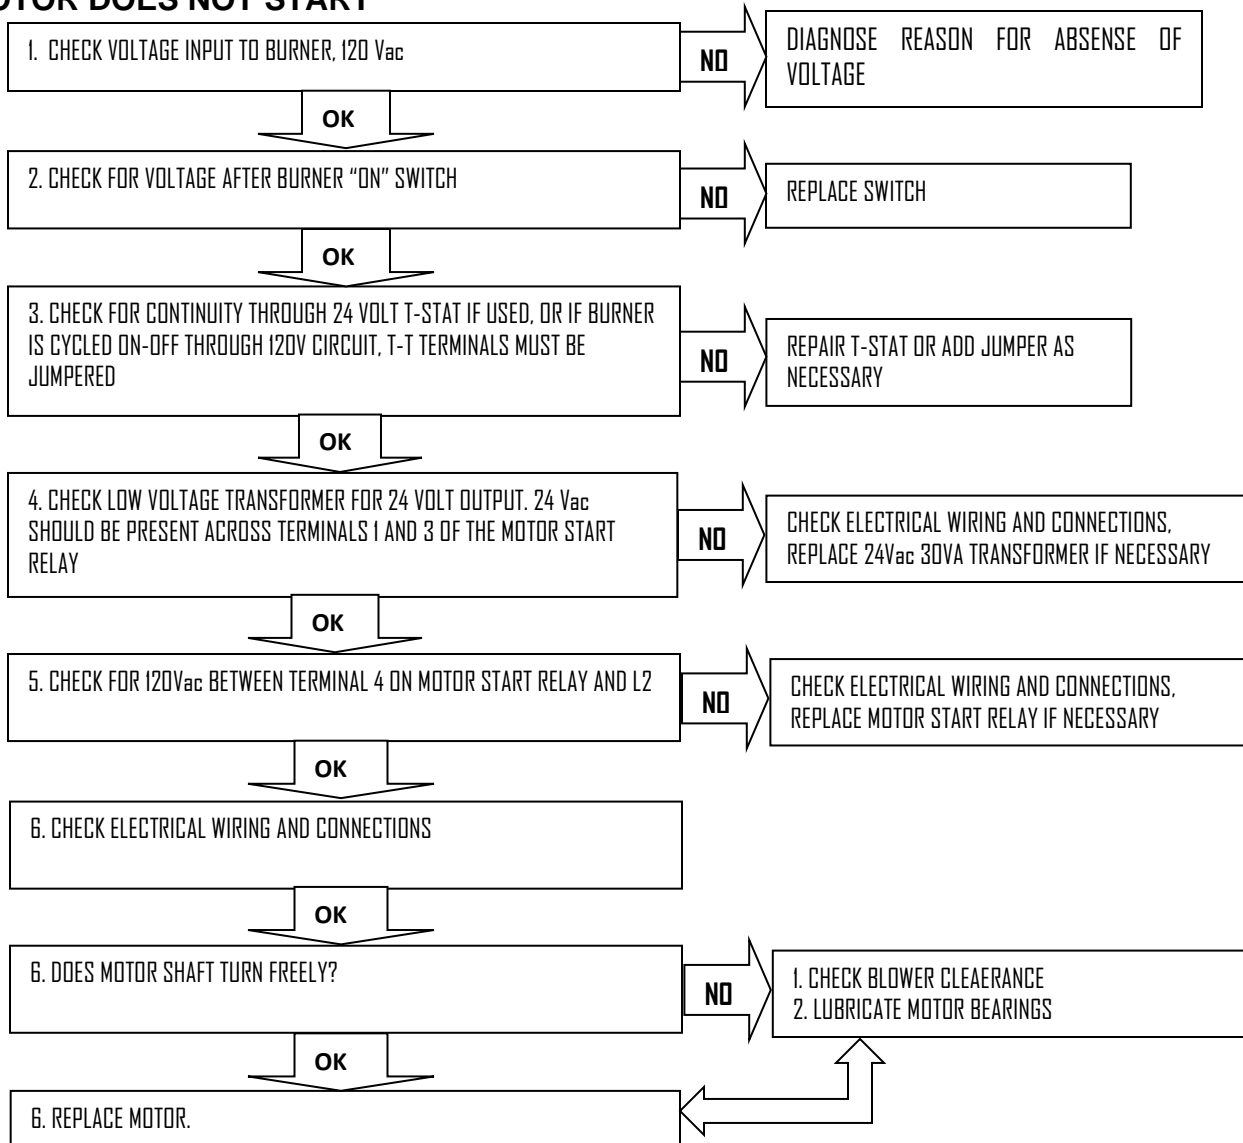 MOTOR DOES NOT START
1. CHECK VOLTAGE INPUT TO BURNER, 120 Vac
NO
DIAGNOSE REASON FOR ABSENSE OF
VOLTAGE
OK
2. CHECK FOR VOLTAGE AFTER BURNER “ON” SWITCH
NO
REPLACE SWITCH
OK
3. CHECK FOR CONTINUITY THROUGH 24 VOLT T-STAT IF USED, OR IF BURNER
IS CYCLED ON-OFF THROUGH 120V CIRCUIT, T-T TERMINALS MUST BE
JUMPERED
NO
REPAIR T-STAT OR ADD JUMPER AS
NECESSARY
OK
4. CHECK LOW VOLTAGE TRANSFORMER FOR 24 VOLT OUTPUT. 24 Vac
SHOULD BE PRESENT ACROSS TERMINALS 1 AND 3 OF THE MOTOR START
RELAY
NO
CHECK ELECTRICAL WIRING AND CONNECTIONS,
REPLACE 24Vac 30VA TRANSFORMER IF NECESSARY
OK
5. CHECK FOR 120Vac BETWEEN TERMINAL 4 ON MOTOR START RELAY AND L2
NO
CHECK ELECTRICAL WIRING AND CONNECTIONS,
REPLACE MOTOR START RELAY IF NECESSARY
OK
6. CHECK ELECTRICAL WIRING AND CONNECTIONS
OK
6. DOES MOTOR SHAFT TURN FREELY?
NO
1. CHECK BLOWER CLEAERANCE
2. LUBRICATE MOTOR BEARINGS
OK
6. REPLACE MOTOR.